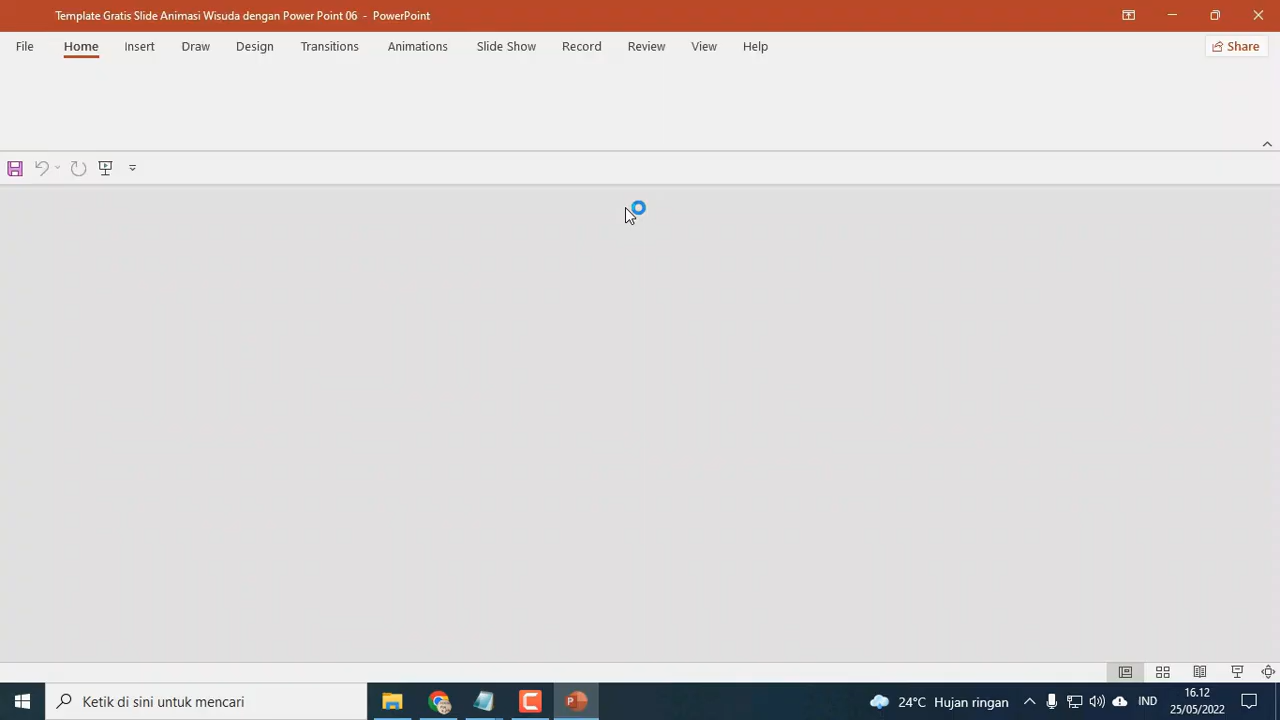 Template Gratis Slide Animasi Wisuda dengan Power Point 06 - PowerPoint
File Home Insert Draw Design Transitions Animations Slide Show Record Review View Help Share
Ketik di sini untuk mencari 24°C Hujan ringan IND 16.12
25/05/2022